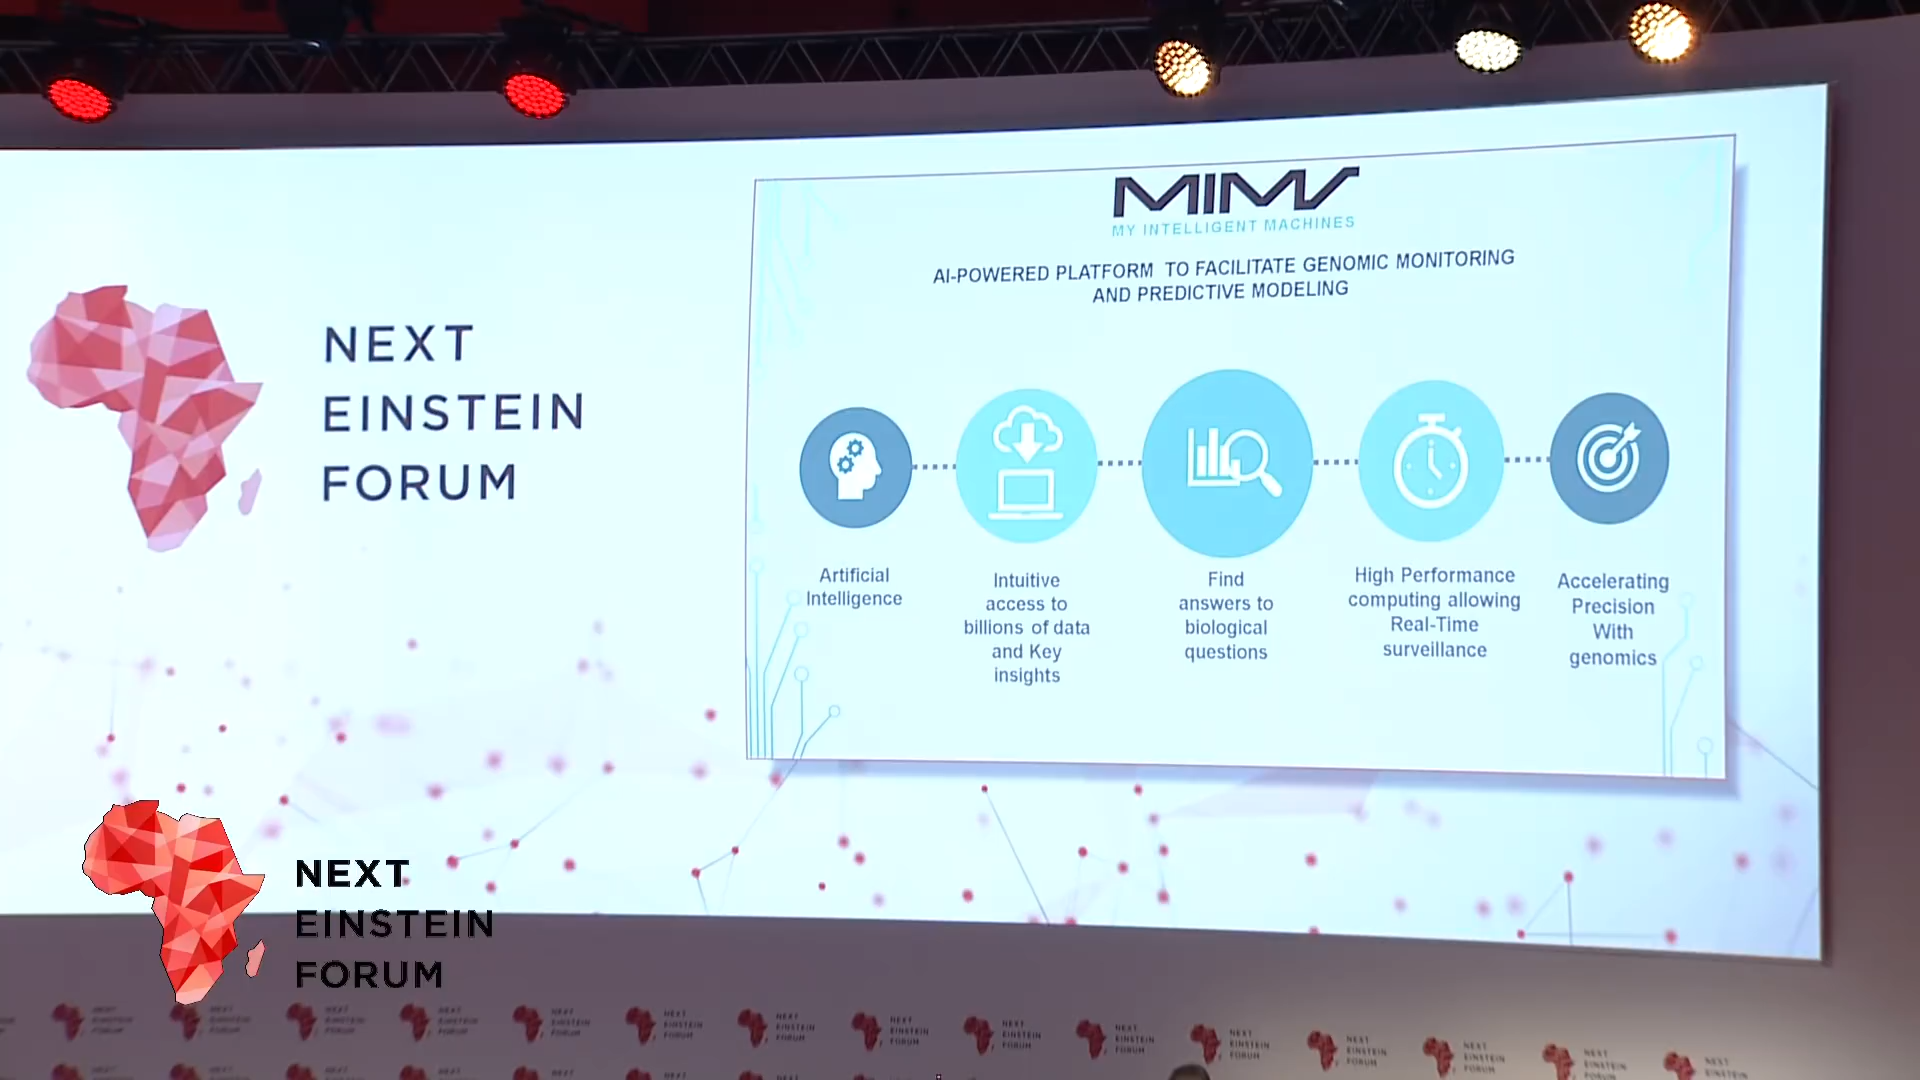 NEXT
EINSTEIN
FORUM
MIMs
MY INTELLIGENT MACHINES
AI-POWERED PLATFORM TO FACILITATE GENOMIC MONITORING
AND PREDICTIVE MODELING
Artificial
Intelligence
Intuitive
access to
billions of data
and Key
insights
Find
answers to
biological
questions
High Performance
computing allowing
Real-Time
surveillance
Accelerating
Precision
With
genomics
NEXT
EINSTEIN
FORUM